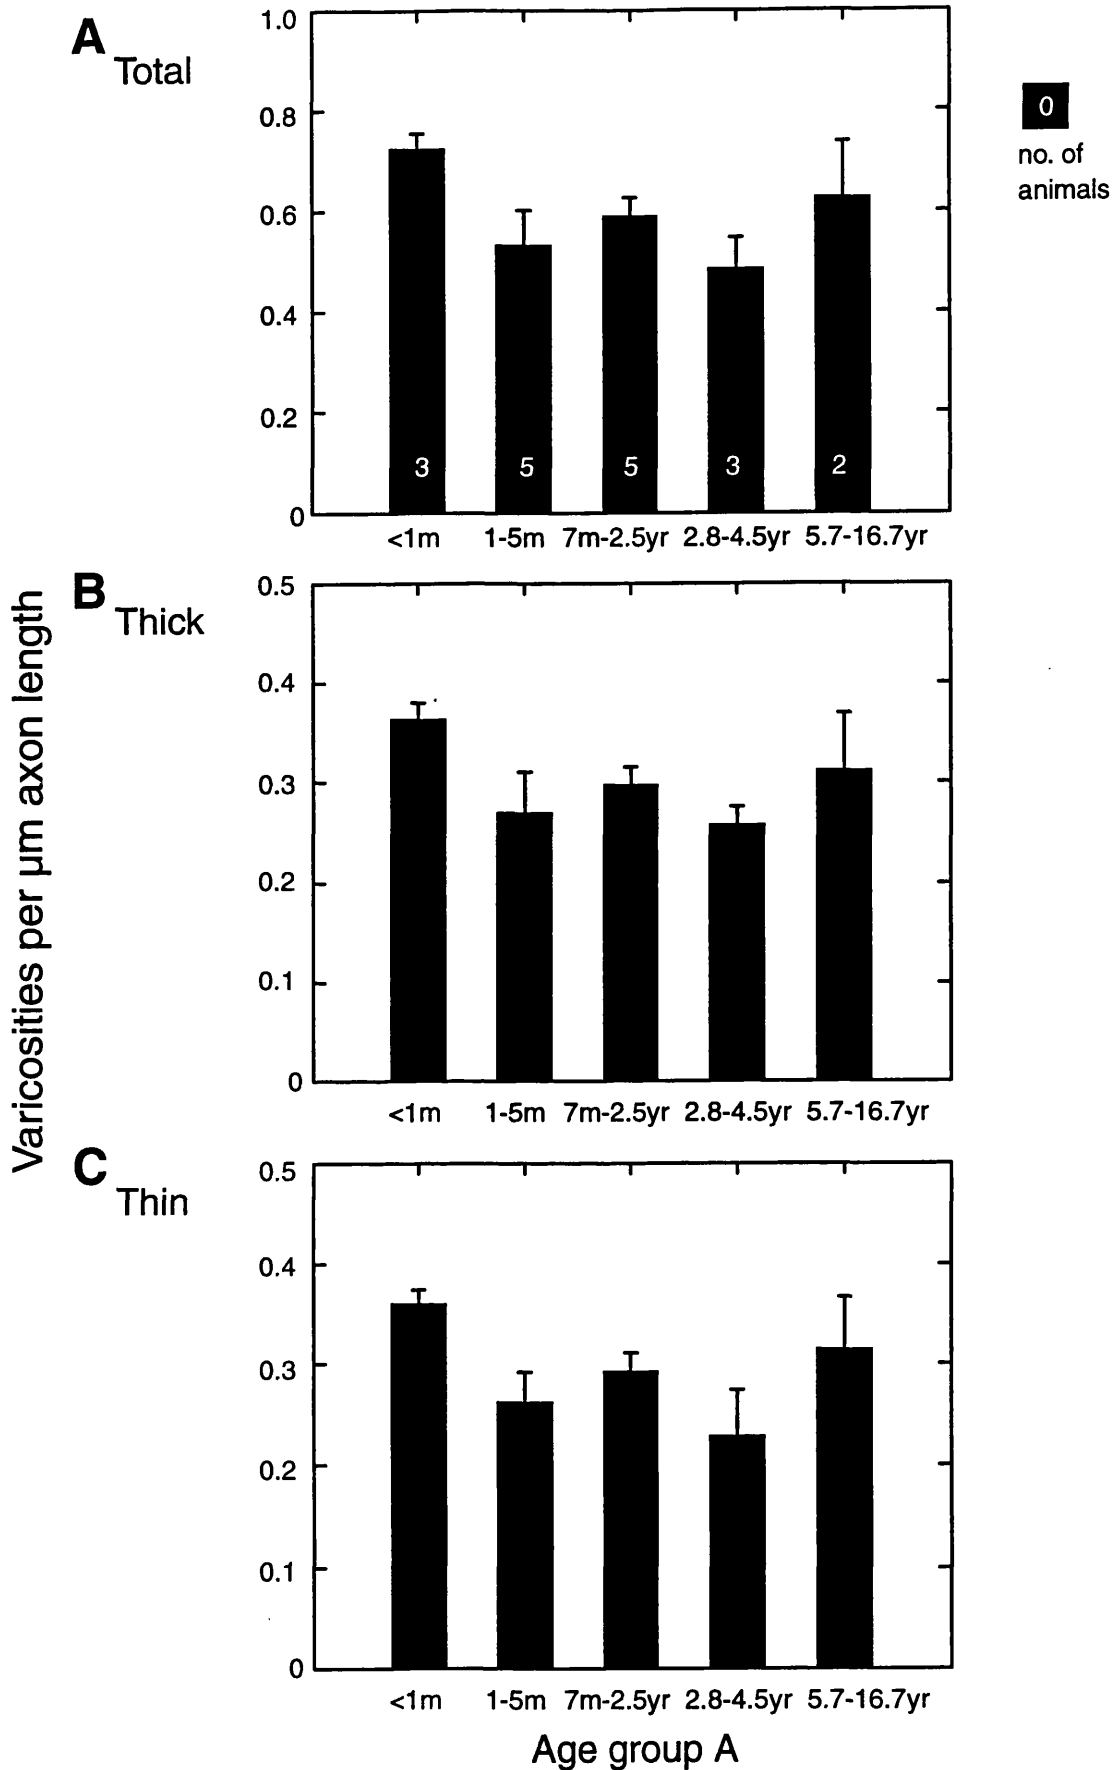 A
Total
1.0
0.8
0.6
0.4
0.2
0
3 5 5 3 2
<1m 1-5m 7m-2.5yr 2.8-4.5yr 5.7-16.7yr
0
no. of
animals
Varicosities per µm axon length
B
Thick
0.5
0.4
0.3
0.2
0.1
0
<1m 1-5m 7m-2.5yr 2.8-4.5yr 5.7-16.7yr
C
Thin
0.5
0.4
0.3
0.2
0.1
0
<1m 1-5m 7m-2.5yr 2.8-4.5yr 5.7-16.7yr
Age group A